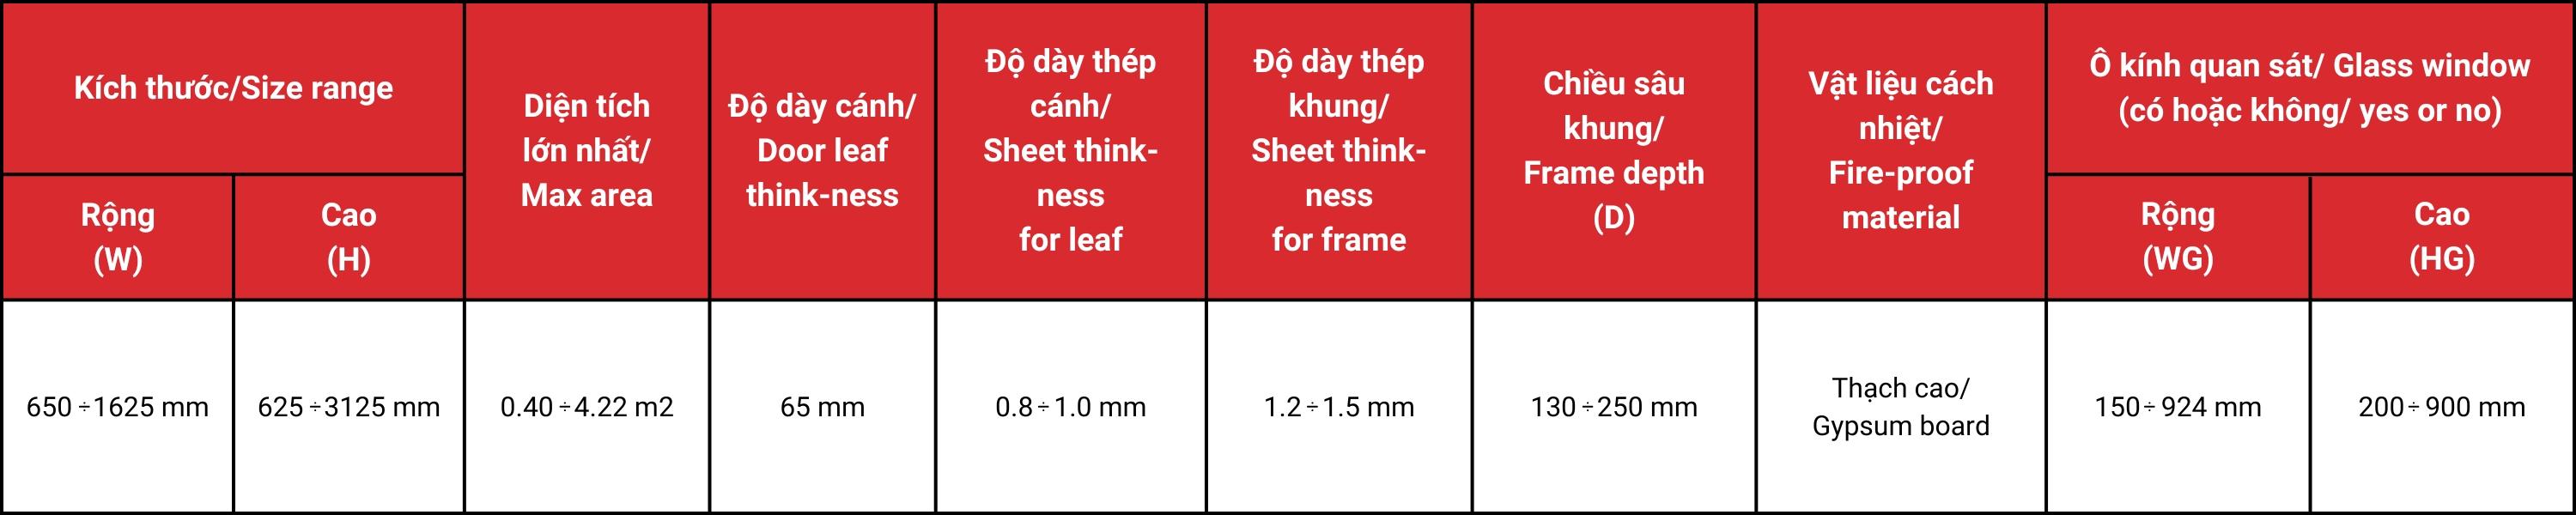 Kích thước/Size range
Rộng
(W)
Cao
(H)
Diện tích
lớn nhất/
Max area
Độ dày cánh/
Door leaf
think-ness
Độ dày thép
cánh/
Sheet think-
ness
for leaf
Độ dày thép
khung/
Sheet think-
ness
for frame
Chiều sâu
khung/
Frame depth
(D)
Vật liệu cách
nhiệt/
Fire-proof
material
Ô kính quan sát/ Glass window
(có hoặc không/ yes or no)
Rộng
(WG)
Cao
(HG)
650÷1625 mm
625÷3125 mm
0.40÷4.22 m2
65 mm
0.8÷1.0 mm
1.2÷1.5 mm
130÷250 mm
Thạch cao/
Gypsum board
150÷924 mm
200÷900 mm